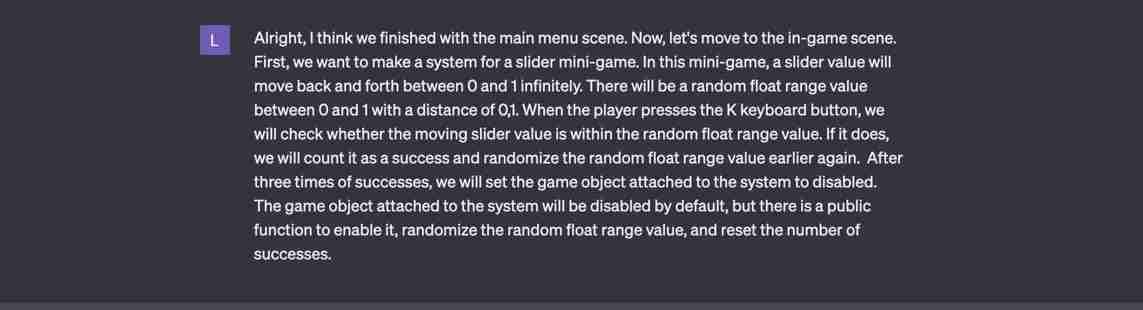 L
Alright, I think we finished with the main menu scene. Now, let's move to the in-game scene.
First, we want to make a system for a slider mini-game. In this mini-game, a slider value will
move back and forth between 0 and 1 infinitely. There will be a random float range value
between 0 and 1 with a distance of 0,1. When the player presses the K keyboard button, we
will check whether the moving slider value is within the random float range value. If it does,
we will count it as a success and randomize the random float range value earlier again.  After
three times of successes, we will set the game object attached to the system to disabled.
The game object attached to the system will be disabled by default, but there is a public
function to enable it, randomize the random float range value, and reset the number of
successes.